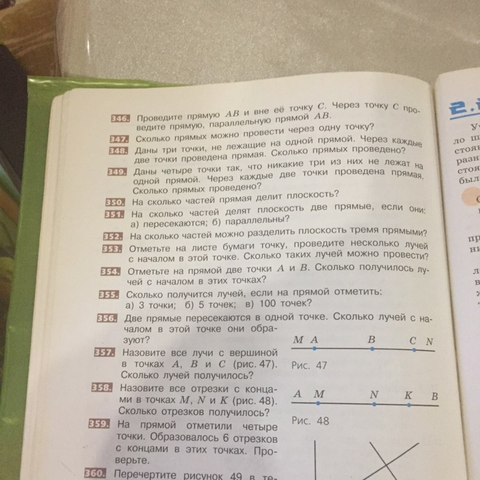 346. Проведите прямую AB и вне её точку C. Через точку C про-
ведите прямую, параллельную прямой AB.
347. Сколько прямых можно провести через одну точку?
348. Даны три точки, не лежащие на одной прямой. Через каждые
две точки проведена прямая. Сколько прямых проведено?
349. Даны четыре точки так, что никакие три из них не лежат на
одной прямой. Через каждые две точки проведена прямая.
Сколько прямых проведено?
350. На сколько частей прямая делит плоскость?
351. На сколько частей делят плоскость две прямые, если они:
а) пересекаются; б) параллельны?
352. На сколько частей можно разделить плоскость тремя прямыми?
353. Отметьте на листе бумаги точку, проведите несколько лучей
с началом в этой точке. Сколько таких лучей можно провести?
354. Отметьте на прямой две точки A и B. Сколько получилось лу-
чей с началом в этих точках?
355. Сколько получится лучей, если на прямой отметить:
а) 3 точки; б) 5 точек; в) 100 точек?
356. Две прямые пересекаются в одной точке. Сколько лучей с на-
чалом в этой точке они обра-
зуют?
357. Назовите все лучи с вершиной
в точках A, B и C (рис. 47).
Сколько лучей получилось?
358. Назовите все отрезки с конца-
ми в точках M, N и K (рис. 48).
Сколько отрезков получилось?
359. На прямой отметили четыре
точки. Образовалось 6 отрезков
с концами в этих точках. Про-
верьте.
360. Перечертите рисунок 49 в те-
M A B C N
Рис. 47
A M N K B
Рис. 48
2.